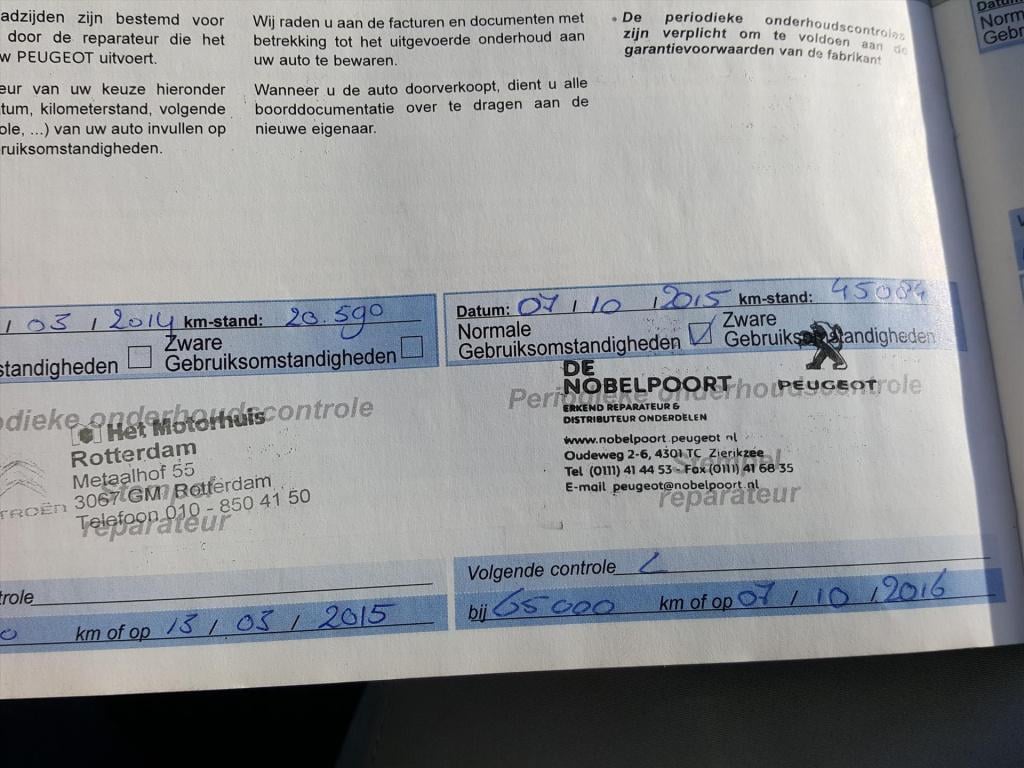 adzijden zijn bestemd voor
door de reparateur die het
w PEUGEOT uitvoert.
eur van uw keuze hieronder
tum, kilometerstand, volgende
ole, ...) van uw auto invullen op
ruiksomstandigheden.
Wij raden u aan de facturen en documenten met
betrekking tot het uitgevoerde onderhoud aan
uw auto te bewaren.
Wanneer u de auto doorverkoopt, dient u alle
boorddocumentatie over te dragen aan de
nieuwe eigenaar.
• De periodieke onderhoudscontroles
zijn verplicht om te voldoen aan de
garantievoorwaarden van de fabrikant
Datum
Norm
Gebr
/ 03 / 2014 km-stand: 20.590
standigheden Zware
Gebruiksomstandigheden
odieke onderhoudscontrole
Het Motorhuis
Rotterdam
Metaalhof 55
3067 GM Rotterdam
Telefoon 010 - 850 41 50
TROËN
Stempel
reparateur
trole
0 km of op 13 / 03 / 2015
Datum: 07 / 10 / 2015 km-stand: 45084
Normale
Gebruiksomstandigheden
Zware
Gebruiksomstandigheden
Periodieke onderhoudscontrole
DE
NOBELPOORT
PEUGEOT
ERKEND REPARATEUR &
DISTRIBUTEUR ONDERDELEN
www.nobelpoort.peugeot.nl
Oudeweg 2-6, 4301 TC Zierikzee
Tel (0111) 41 44 53 - Fax (0111) 41 68 35
E-mail peugeot@nobelpoort.nl
Stempel
reparateur
Volgende controle
bij 65000 km of op 07 / 10 / 2016